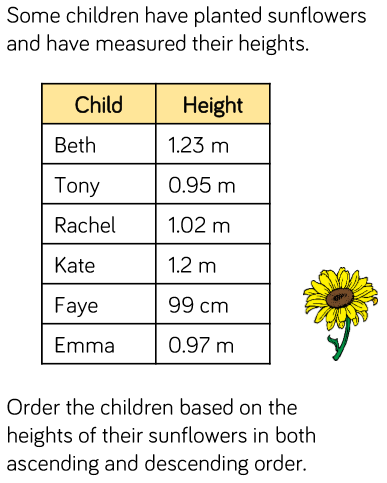 Some children have planted sunflowers
and have measured their heights.
Child Height
Beth 1.23 m
Tony 0.95 m
Rachel 1.02 m
Kate 1.2 m
Faye 99 cm
Emma 0.97 m
Order the children based on the
heights of their sunflowers in both
ascending and descending order.